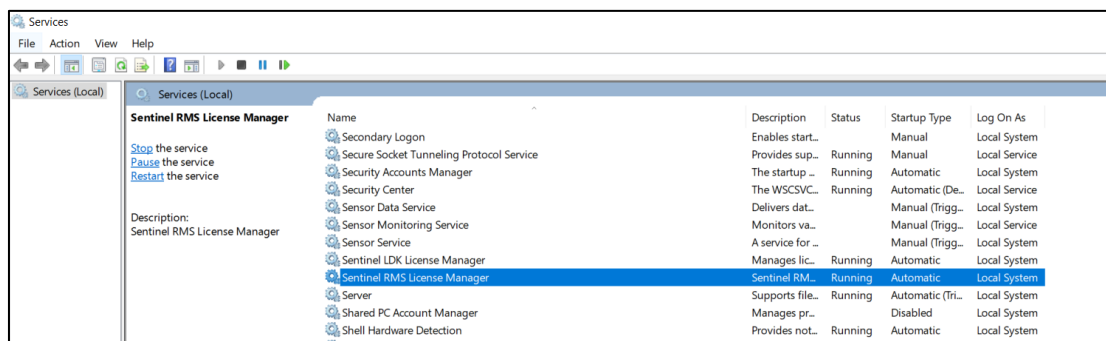 Services
File Action View Help
Services (Local)
Services (Local)
Sentinel RMS License Manager
Stop the service
Pause the service
Restart the service
Description:
Sentinel RMS License Manager
Name Description Status Startup Type Log On As
Secondary Logon Enables start... Manual Local System
Secure Socket Tunneling Protocol Service Provides sup... Running Manual Local Service
Security Accounts Manager The startup ... Running Automatic Local System
Security Center The WSCSVC... Running Automatic (De... Local Service
Sensor Data Service Delivers dat... Manual (Trigg... Local System
Sensor Monitoring Service Monitors va... Manual (Trigg... Local Service
Sensor Service A service for ... Manual (Trigg... Local System
Sentinel LDK License Manager Manages lic... Running Automatic Local System
Sentinel RMS License Manager Sentinel RM... Running Automatic Local System
Server Supports file... Running Automatic (Tri... Local System
Shared PC Account Manager Manages pr... Disabled Local System
Shell Hardware Detection Provides not... Running Automatic Local System